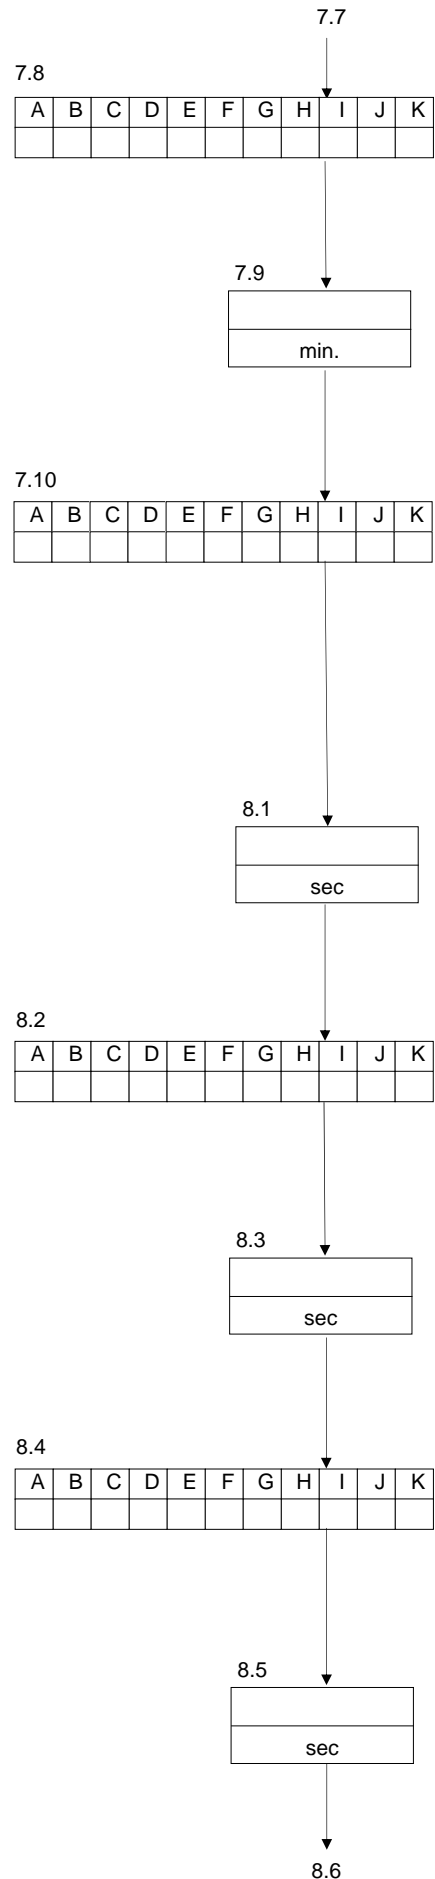 7.7
7.8
A B C D E F G H I J K
7.9
min.
7.10
A B C D E F G H I J K
8.1
sec
8.2
A B C D E F G H I J K
8.3
sec
8.4
A B C D E F G H I J K
8.5
sec
8.6